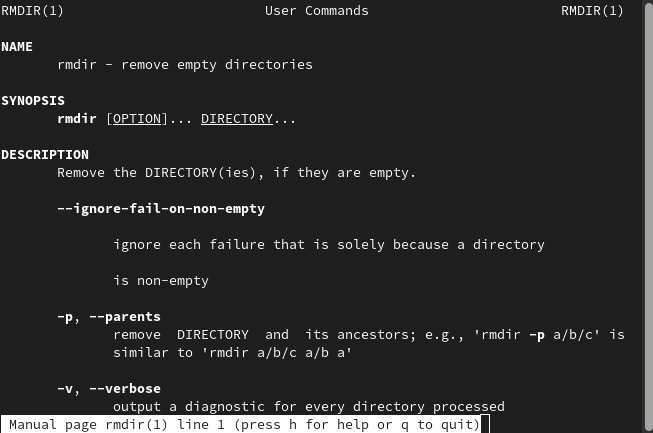 RMDIR(1) User Commands RMDIR(1)
NAME
rmdir - remove empty directories
SYNOPSIS
rmdir [OPTION]... DIRECTORY...
DESCRIPTION
Remove the DIRECTORY(ies), if they are empty.
--ignore-fail-on-non-empty
ignore each failure that is solely because a directory
is non-empty
-p, --parents
remove DIRECTORY and its ancestors; e.g., 'rmdir -p a/b/c' is
similar to 'rmdir a/b/c a/b a'
-v, --verbose
output a diagnostic for every directory processed
Manual page rmdir(1) line 1 (press h for help or q to quit)